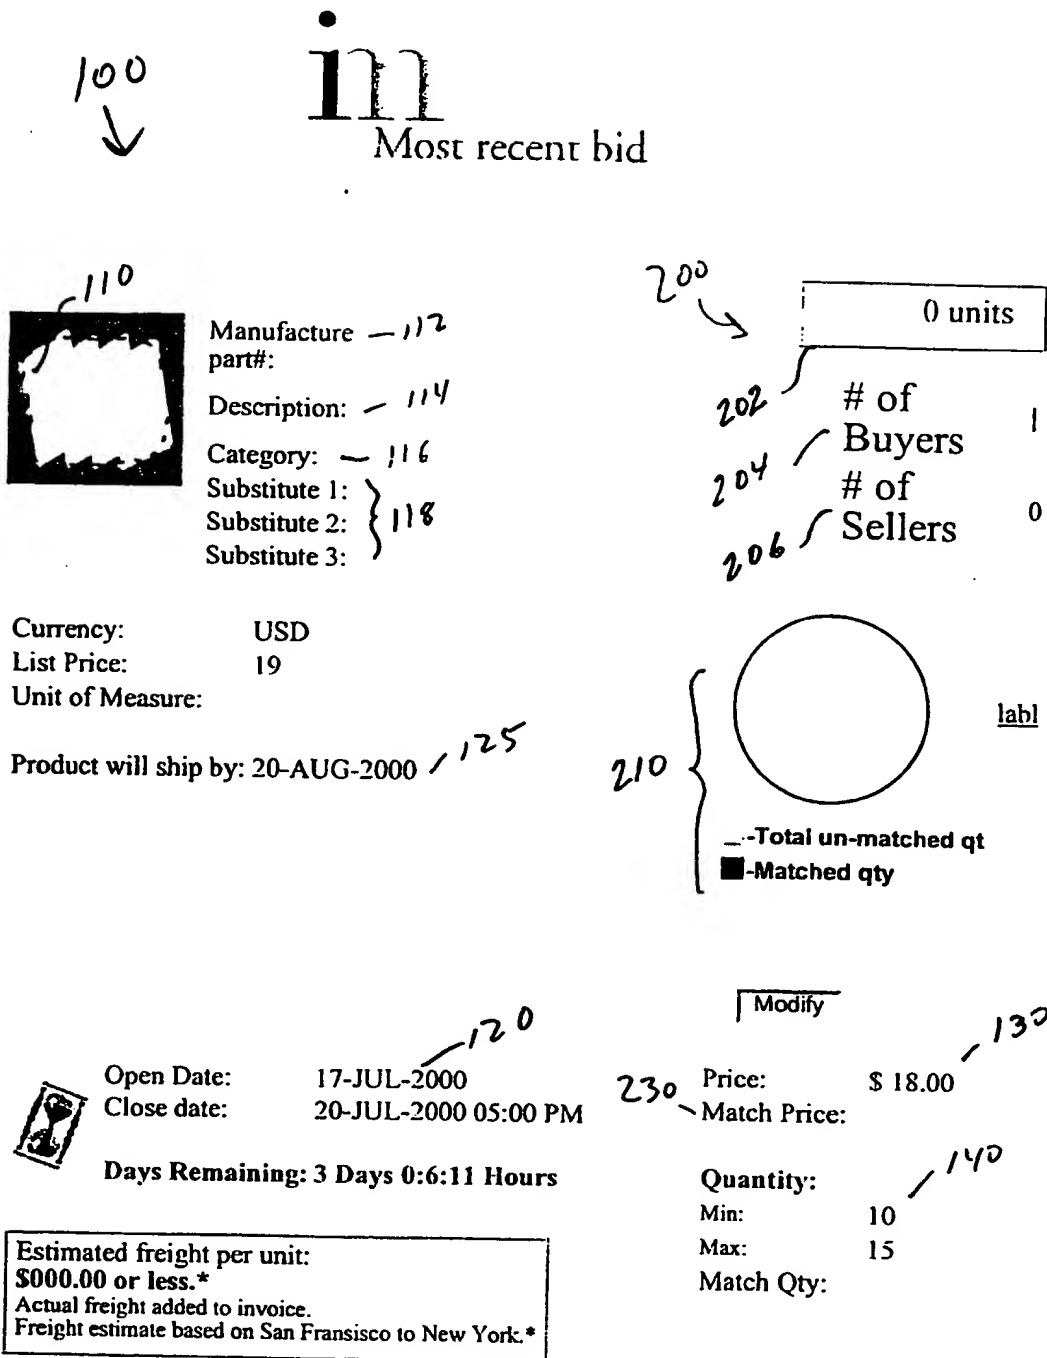 100
in
Most recent bid
110
Manufacture — 112
part#:
Description: — 114
Category: — 116
Substitute 1:
Substitute 2:
Substitute 3:
118
200
0 units
202
# of
Buyers
1
204
# of
Sellers
0
206
Currency: USD
List Price: 19
Unit of Measure:
Product will ship by: 20-AUG-2000
125
210
labl
-Total un-matched qt
-Matched qty
120
Open Date: 17-JUL-2000
Close date: 20-JUL-2000 05:00 PM
Days Remaining: 3 Days 0:6:11 Hours
Modify
130
Price: $ 18.00
230
Match Price:
140
Quantity:
Min: 10
Max: 15
Match Qty:
Estimated freight per unit:
$000.00 or less.*
Actual freight added to invoice.
Freight estimate based on San Fransisco to New York.*